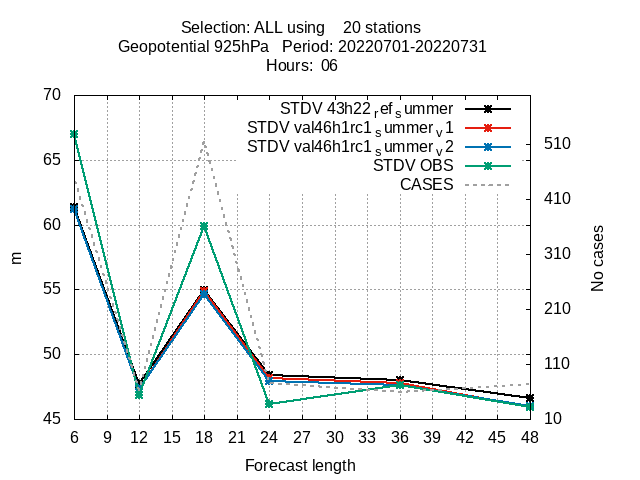 Selection: ALL using    20 stations
Geopotential 925hPa   Period: 20220701-20220731
Hours:  06
STDV 43h22_ref_summer
STDV val46h1rc1_summer_v1
STDV val46h1rc1_summer_v2
STDV OBS
CASES
70
65
60
55
50
45
m
510
410
310
210
110
10
No cases
6 9 12 15 18 21 24 27 30 33 36 39 42 45 48
Forecast length